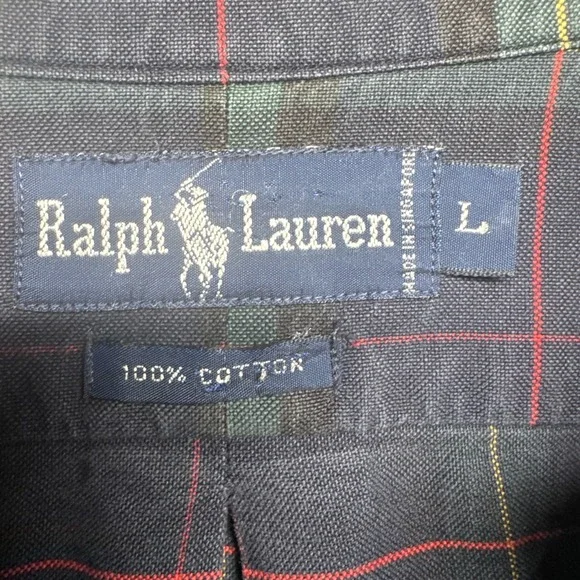 Ralph Lauren
MADE IN SINGAPORE
L
100% COTTON